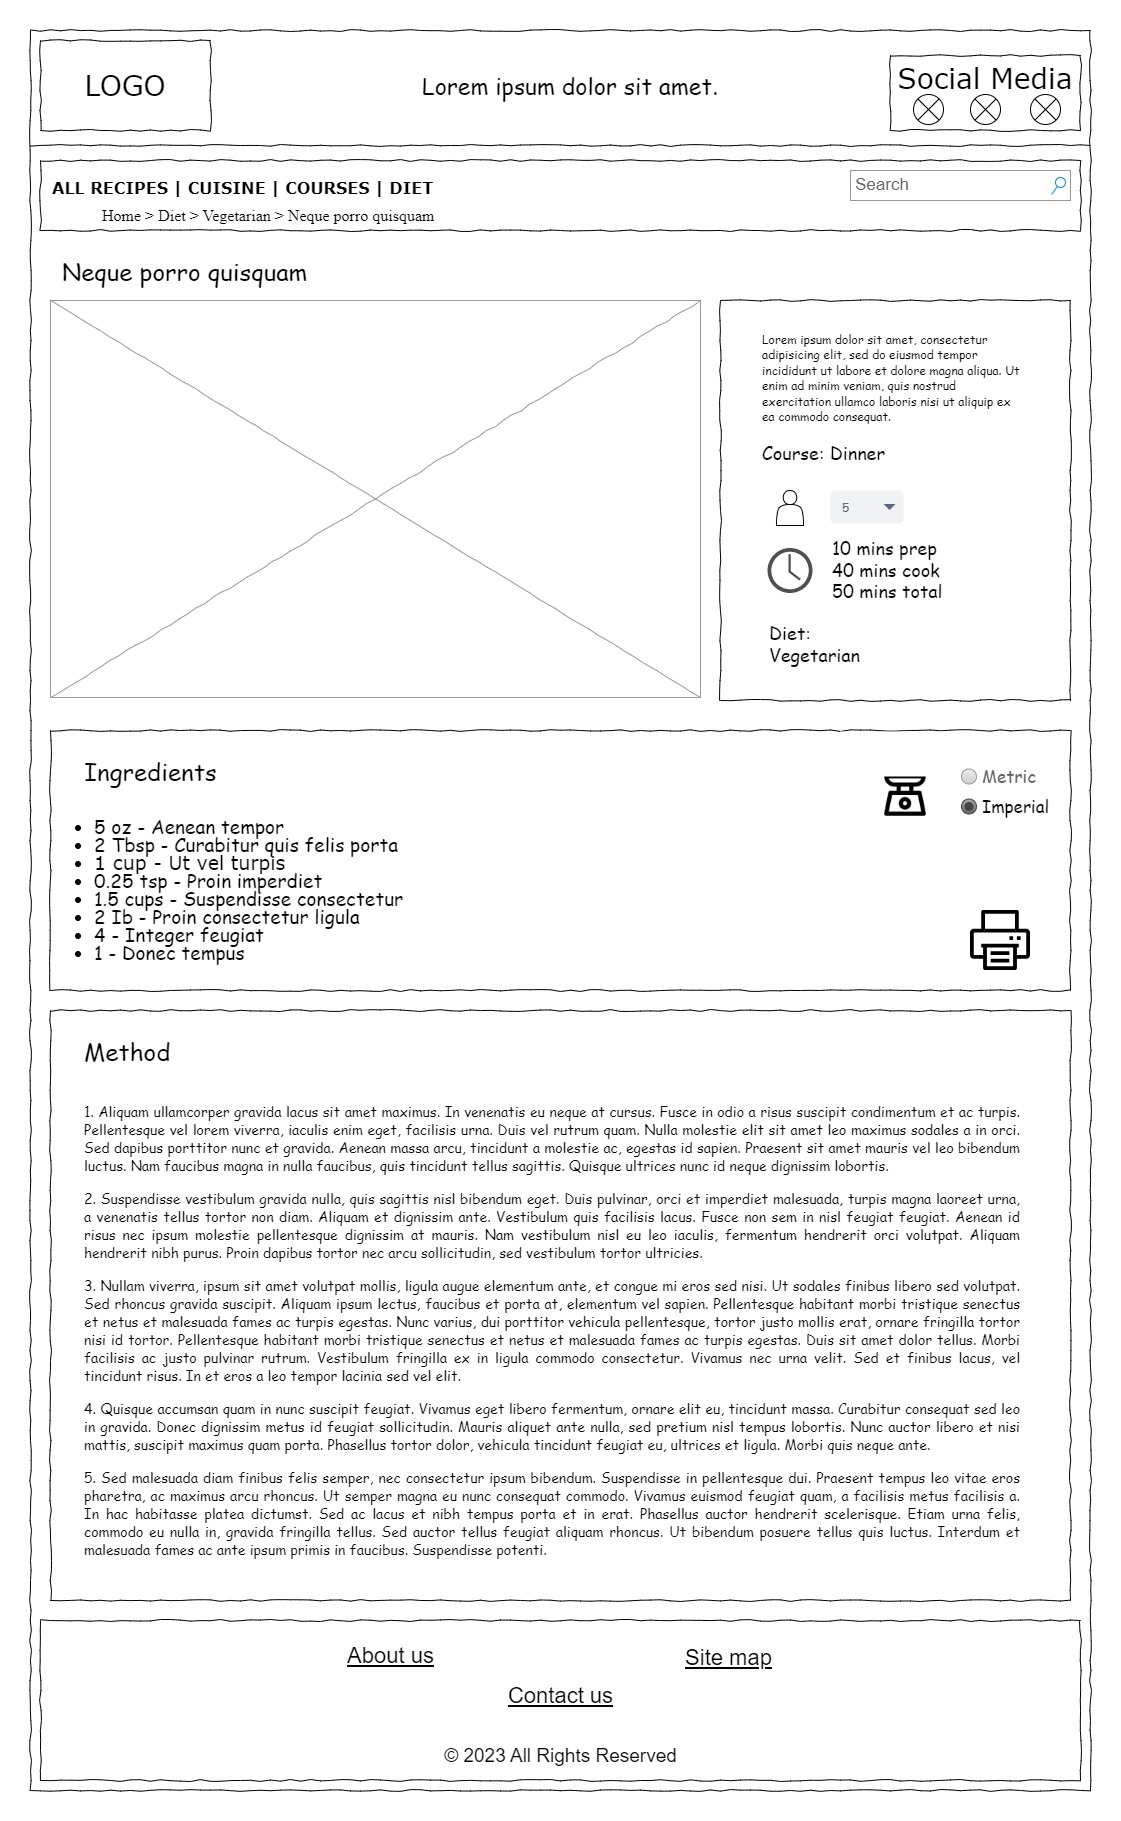 LOGO
Lorem ipsum dolor sit amet.
Social Media
ALL RECIPES | CUISINE | COURSES | DIET
Search
Home > Diet > Vegetarian > Neque porro quisquam
Neque porro quisquam
Lorem ipsum dolor sit amet, consectetur
adipisicing elit, sed do eiusmod tempor
incididunt ut labore et dolore magna aliqua. Ut
enim ad minim veniam, quis nostrud
exercitation ullamco laboris nisi ut aliquip ex
ea commodo consequat.
Course: Dinner
5
10 mins prep
40 mins cook
50 mins total
Diet:
Vegetarian
Ingredients
Metric
Imperial
5 oz - Aenean tempor
2 Tbsp - Curabitur quis felis porta
1 cup - Ut vel turpis
0.25 tsp - Proin imperdiet
1.5 cups - Suspendisse consectetur
2 Ib - Proin consectetur ligula
4 - Integer feugiat
1 - Donec tempus
Method
1. Aliquam ullamcorper gravida lacus sit amet maximus. In venenatis eu neque at cursus. Fusce in odio a risus suscipit condimentum et ac turpis.
Pellentesque vel lorem viverra, iaculis enim eget, facilisis urna. Duis vel rutrum quam. Nulla molestie elit sit amet leo maximus sodales a in orci.
Sed dapibus porttitor nunc et gravida. Aenean massa arcu, tincidunt a molestie ac, egestas id sapien. Praesent sit amet mauris vel leo bibendum
luctus. Nam faucibus magna in nulla faucibus, quis tincidunt tellus sagittis. Quisque ultrices nunc id neque dignissim lobortis.
2. Suspendisse vestibulum gravida nulla, quis sagittis nisl bibendum eget. Duis pulvinar, orci et imperdiet malesuada, turpis magna laoreet urna,
a venenatis tellus tortor non diam. Aliquam et dignissim ante. Vestibulum quis facilisis lacus. Fusce non sem in nisl feugiat feugiat. Aenean id
risus nec ipsum molestie pellentesque dignissim at mauris. Nam vestibulum nisl eu leo iaculis, fermentum hendrerit orci volutpat. Aliquam
hendrerit nibh purus. Proin dapibus tortor nec arcu sollicitudin, sed vestibulum tortor ultricies.
3. Nullam viverra, ipsum sit amet volutpat mollis, ligula augue elementum ante, et congue mi eros sed nisi. Ut sodales finibus libero sed volutpat.
Sed rhoncus gravida suscipit. Aliquam ipsum lectus, faucibus et porta at, elementum vel sapien. Pellentesque habitant morbi tristique senectus
et netus et malesuada fames ac turpis egestas. Nunc varius, dui porttitor vehicula pellentesque, tortor justo mollis erat, ornare fringilla tortor
nisi id tortor. Pellentesque habitant morbi tristique senectus et netus et malesuada fames ac turpis egestas. Duis sit amet dolor tellus. Morbi
facilisis ac justo pulvinar rutrum. Vestibulum fringilla ex in ligula commodo consectetur. Vivamus nec urna velit. Sed et finibus lacus, vel
tincidunt risus. In et eros a leo tempor lacinia sed vel elit.
4. Quisque accumsan quam in nunc suscipit feugiat. Vivamus eget libero fermentum, ornare elit eu, tincidunt massa. Curabitur consequat sed leo
in gravida. Donec dignissim metus id feugiat sollicitudin. Mauris aliquet ante nulla, sed pretium nisl tempus lobortis. Nunc auctor libero et nisi
mattis, suscipit maximus quam porta. Phasellus tortor dolor, vehicula tincidunt feugiat eu, ultrices et ligula. Morbi quis neque ante.
5. Sed malesuada diam finibus felis semper, nec consectetur ipsum bibendum. Suspendisse in pellentesque dui. Praesent tempus leo vitae eros
pharetra, ac maximus arcu rhoncus. Ut semper magna eu nunc consequat commodo. Vivamus euismod feugiat quam, a facilisis metus facilisis a.
In hac habitasse platea dictumst. Sed ac lacus et nibh tempus porta et in erat. Phasellus auctor hendrerit scelerisque. Etiam urna felis,
commodo eu nulla in, gravida fringilla tellus. Sed auctor tellus feugiat aliquam rhoncus. Ut bibendum posuere tellus quis luctus. Interdum et
malesuada fames ac ante ipsum primis in faucibus. Suspendisse potenti.
About us
Site map
Contact us
© 2023 All Rights Reserved